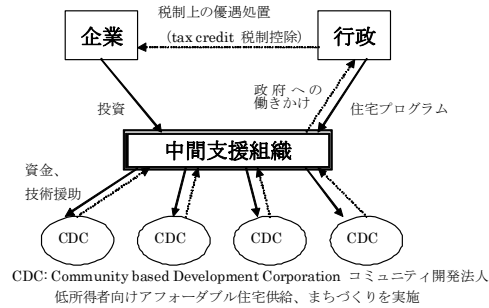 税制上の優遇処置
企業
(tax credit 税制控除)
行政
政府への
働きかけ
投資
住宅プログラム
中間支援組織
資金、
技術援助
CDC
CDC
CDC
CDC
CDC: Community based Development Corporation コミュニティ開発法人
低所得者向けアフォーダブル住宅供給、まちづくりを実施